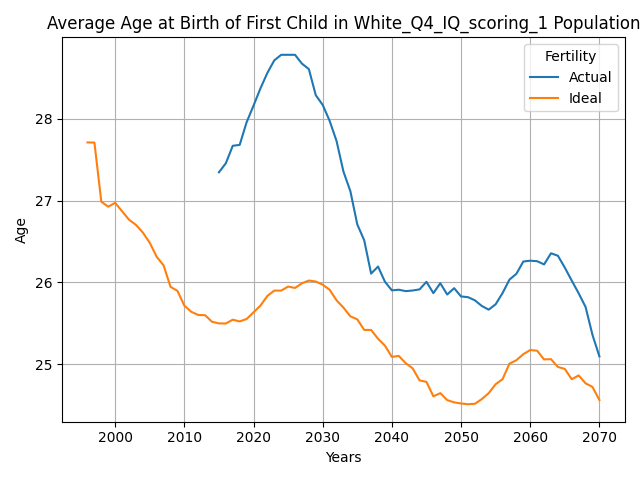 Average Age at Birth of First Child in White_Q4_IQ_scoring_1 Population
Fertility
Actual
Ideal
Age
28
27
26
25
2000
2010
2020
2030
2040
2050
2060
2070
Years